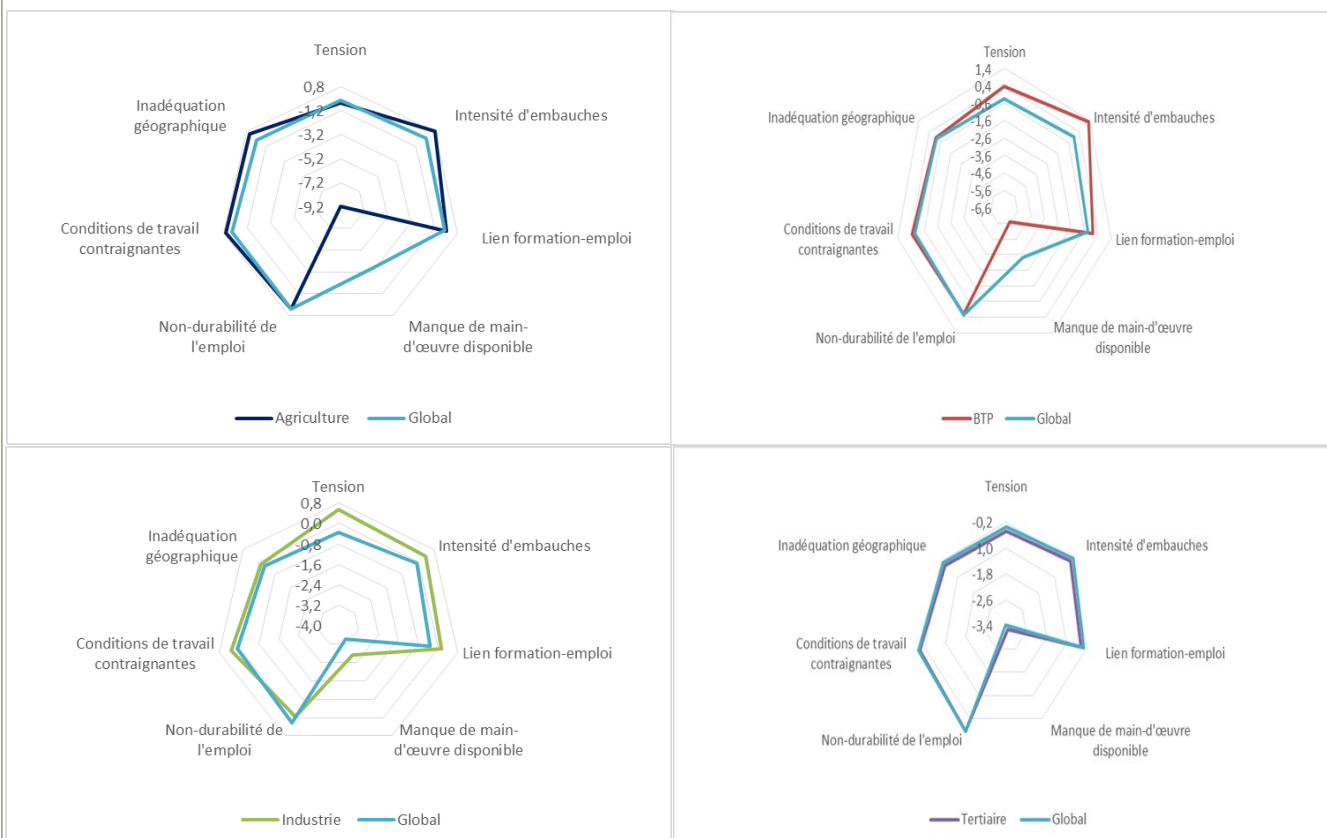 Tension
0,8
-1,2
-3,2
-5,2
-7,2
-9,2
Intensité d'embauches
Lien formation-emploi
Manque de main-
d'œuvre disponible
Non-durabilité de
l'emploi
Conditions de travail
contraignantes
Inadéquation
géographique
Agriculture Global
Tension
1,4
0,4
-0,6
-1,6
-2,6
-3,6
-4,6
-5,6
-6,6
Intensité d'embauches
Lien formation-emploi
Manque de main-d'œuvre
disponible
Non-durabilité de l'emploi
Conditions de travail
contraignantes
Inadéquation géographique
BTP Global
Tension
0,8
0,0
-0,8
-1,6
-2,4
-3,2
-4,0
Intensité d'embauches
Lien formation-emploi
Manque de main-
d'œuvre disponible
Non-durabilité de
l'emploi
Conditions de travail
contraignantes
Inadéquation
géographique
Industrie Global
Tension
-0,2
-1,0
-1,8
-2,6
-3,4
Intensité d'embauches
Lien formation-emploi
Manque de main-d'œuvre
disponible
Non-durabilité de l'emploi
Conditions de travail
contraignantes
Inadéquation géographique
Tertiaire Global